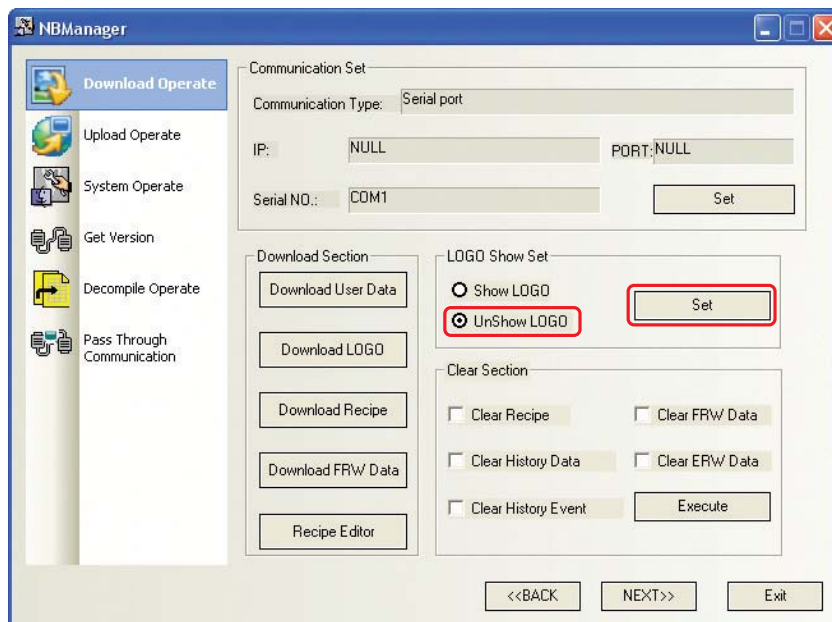 NBManager
Download Operate
Upload Operate
System Operate
Get Version
Decompile Operate
Pass Through
Communication
Communication Set
Communication Type: Serial port
IP: NULL PORT: NULL
Serial NO.: COM1 Set
Download Section
Download User Data
Download LOGO
Download Recipe
Download FRW Data
Recipe Editor
LOGO Show Set
Show LOGO
UnShow LOGO
Set
Clear Section
Clear Recipe Clear FRW Data
Clear History Data Clear ERW Data
Clear History Event Execute
<<BACK NEXT>> Exit